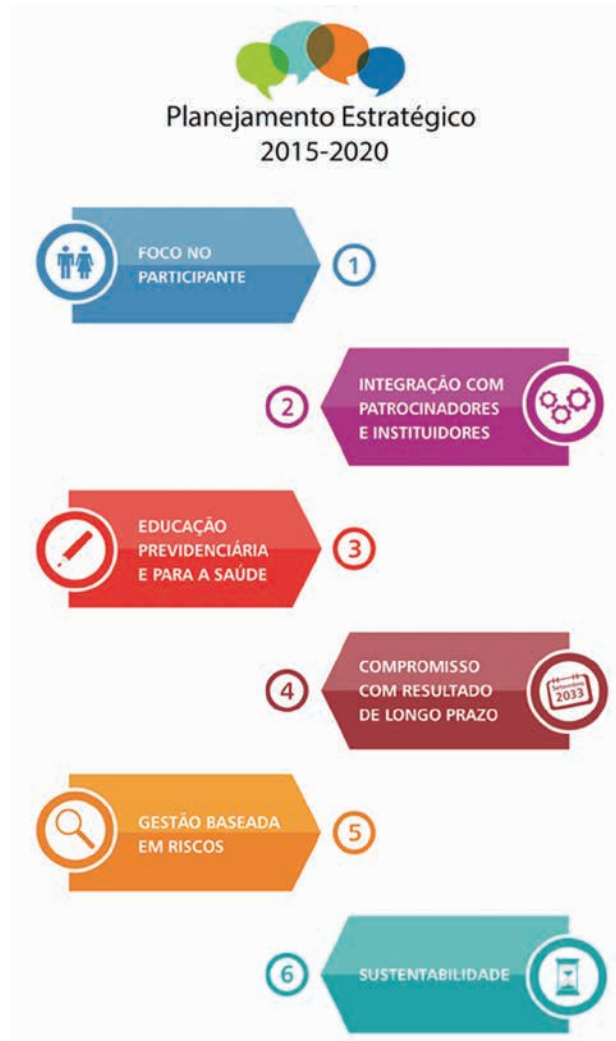 Planejamento Estratégico
2015-2020
FOCO NO
PARTICIPANTE
1
INTEGRAÇÃO COM
PATROCINADORES
E INSTITUIDORES
2
EDUCAÇÃO
PREVIDENCIÁRIA
E PARA A SAÚDE
3
COMPROMISSO
COM RESULTADO
DE LONGO PRAZO
4
Setembro
2033
GESTÃO BASEADA
EM RISCOS
5
SUSTENTABILIDADE
6